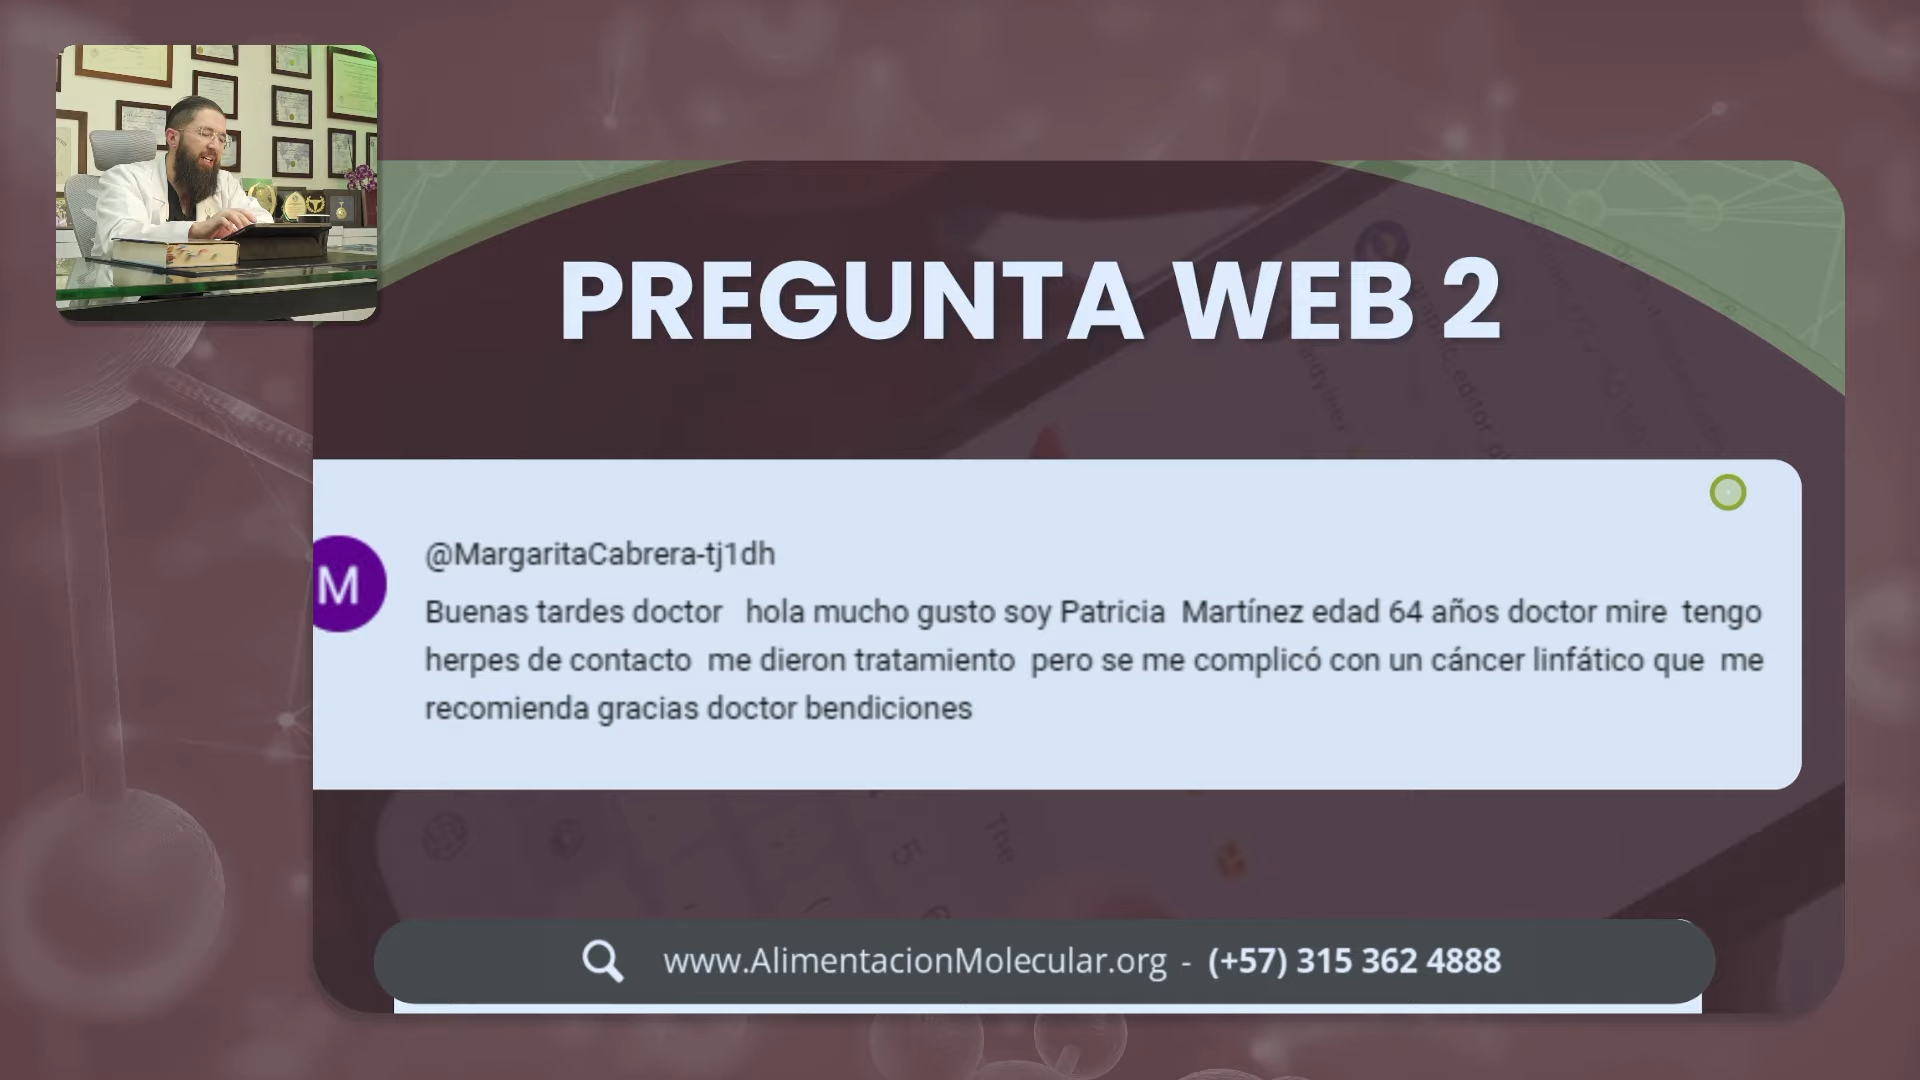 PREGUNTA WEB 2
@MargaritaCabrera-tj1dh
M
Buenas tardes doctor hola mucho gusto soy Patricia Martínez edad 64 años doctor mire tengo
herpes de contacto me dieron tratamiento pero se me complicó con un cáncer linfático que me
recomienda gracias doctor bendiciones
The
www.AlimentacionMolecular.org - (+57) 315 362 4888